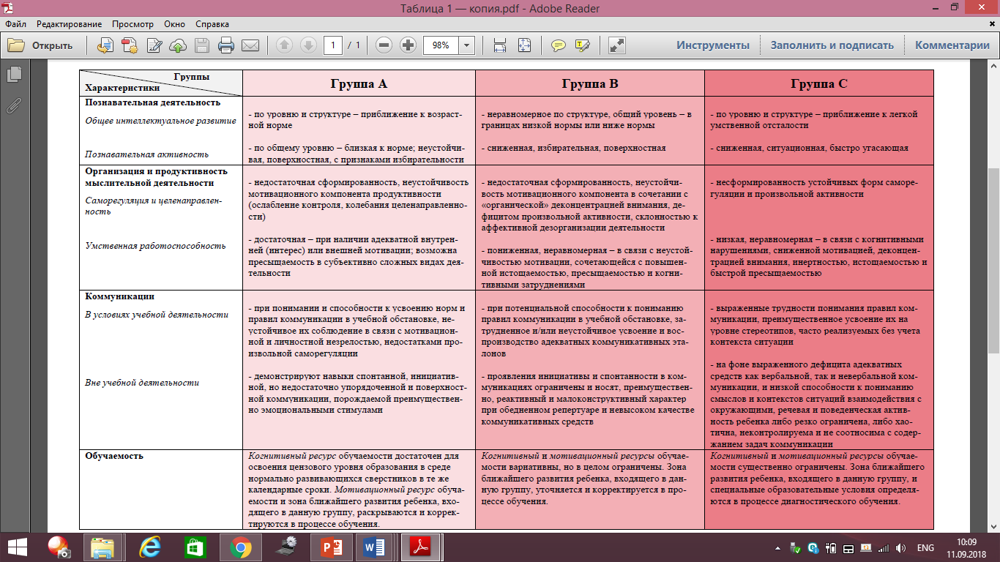 Таблица 1 — копия.pdf - Adobe Reader
Файл Редактирование Просмотр Окно Справка
Открыть 1 / 1 98% Инструменты Заполнить и подписать Комментарии
Группы
Характеристики
Группа А
Группа В
Группа С
Познавательная деятельность
Общее интеллектуальное развитие
- по уровню и структуре – приближение к возраст-
ной норме
- неравномерное по структуре, общий уровень – в
границах низкой нормы или ниже нормы
- по уровню и структуре – приближение к легкой
умственной отсталости
Познавательная активность
- по общему уровню – близкая к норме; неустойчи-
вая, поверхностная, с признаками избирательности
- сниженная, избирательная, поверхностная
- сниженная, ситуационная, быстро угасающая
Организация и продуктивность
мыслительной деятельности
Саморегуляция и целенаправлен-
ность
- недостаточная сформированность, неустойчивость
мотивационного компонента продуктивности
(ослабление контроля, колебания целенаправленно-
сти)
- недостаточная сформированность, неустойчи-
вость мотивационного компонента в сочетании с
«органической» деконцентрацией внимания, де-
фицитом произвольной активности, склонностью к
аффективной дезорганизации деятельности
- несформированность устойчивых форм саморе-
гуляции и произвольной активности
Умственная работоспособность
- достаточная – при наличии адекватной внутрен-
ней (интерес) или внешней мотивации; возможна
пресыщаемость в субъективно сложных видах дея-
тельности
- пониженная, неравномерная – в связи с неустой-
чивостью мотивации, сочетающейся с повышен-
ной истощаемостью, пресыщаемостью и когни-
тивными затруднениями
- низкая, неравномерная – в связи с когнитивными
нарушениями, сниженной мотивацией, деконцен-
трацией внимания, инертностью, истощаемостью и
быстрой пресыщаемостью
Коммуникации
В условиях учебной деятельности
- при понимании и способности к усвоению норм и
правил коммуникации в учебной обстановке, не-
устойчивое их соблюдение в связи с мотивацион-
ной и личностной незрелостью, недостатками про-
извольной саморегуляции
- при потенциальной способности к пониманию
правил коммуникации в учебной обстановке, за-
трудненное и/или неустойчивое усвоение и вос-
производство адекватных коммуникативных эта-
лонов
- выраженные трудности понимания правил ком-
муникации, преимущественное усвоение их на
уровне стереотипов, часто реализуемых без учета
контекста ситуации
Вне учебной деятельности
- демонстрируют навыки спонтанной, инициатив-
ной, но недостаточно упорядоченной и поверхност-
ной коммуникации, порождаемой преимуществен-
но эмоциональными стимулами
- проявления инициативы и спонтанности в ком-
муникациях ограничены и носят, преимуществен-
но, реактивный и малоконструктивный характер
при обедненном репертуаре и невысоком качестве
коммуникативных средств
- на фоне выраженного дефицита адекватных
средств как вербальной, так и невербальной ком-
муникации, и низкой способности к пониманию
смыслов и контекстов ситуаций взаимодействия с
окружающими, речевая и поведенческая актив-
ность ребенка либо резко ограничена, либо хао-
тична, неконтролируема и не соотносима с содер-
жанием задач коммуникации
Обучаемость
Когнитивный ресурс обучаемости достаточен для
освоения цензового уровня образования в среде
нормально развивающихся сверстников в те же
календарные сроки. Мотивационный ресурс обуча-
емости и зона ближайшего развития ребенка, вхо-
дящего в данную группу, раскрываются и коррек-
тируются в процессе обучения.
Когнитивный и мотивационный ресурсы обучае-
мости вариативны, но в целом ограничены. Зона
ближайшего развития ребенка, входящего в дан-
ную группу, уточняется и корректируется в про-
цессе обучения.
Когнитивный и мотивационный ресурсы обучае-
мости существенно ограничены. Зона ближайшего
развития ребенка, входящего в данную группу, и
специальные образовательные условия определя-
ются в процессе диагностического обучения.
ENG
10:09
11.09.2018